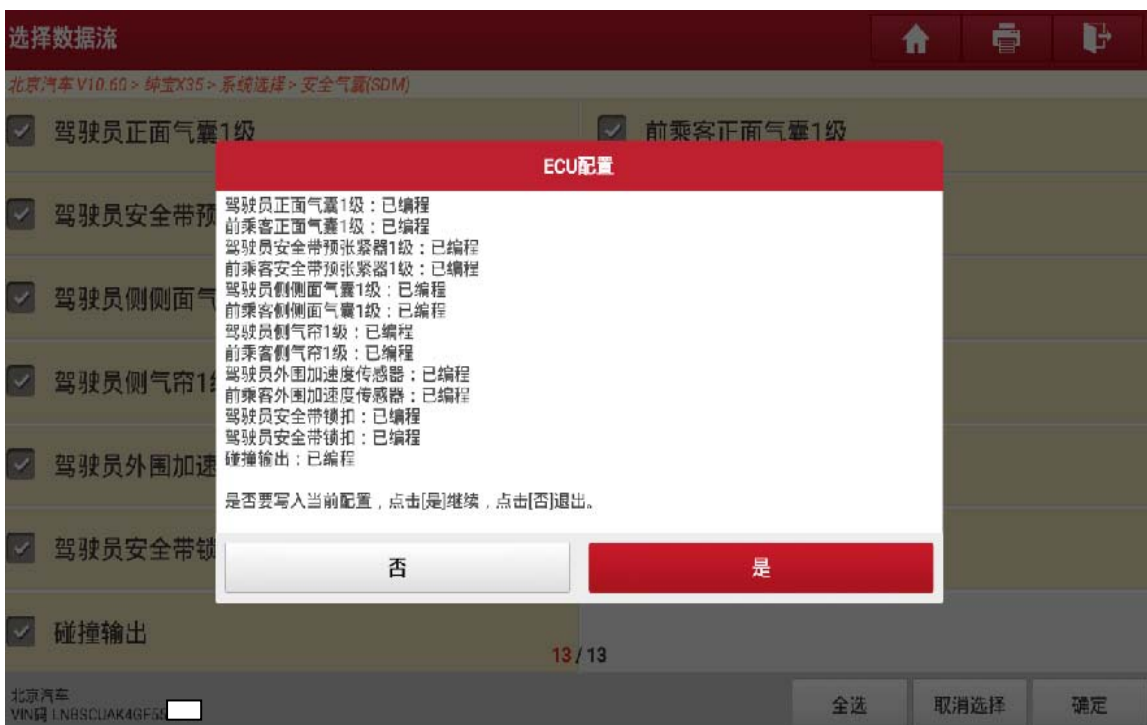 选择数据流
北京汽车 V10.60 > 绅宝X35 > 系统选择 > 安全气囊(SDM)
驾驶员正面气囊1级
前乘客正面气囊1级
ECU配置
驾驶员正面气囊1级：已编程
前乘客正面气囊1级：已编程
驾驶员安全带预张紧器1级：已编程
前乘客安全带预张紧器1级：已编程
驾驶员侧侧面气囊1级：已编程
前乘客侧侧面气囊1级：已编程
驾驶员侧气帘1级：已编程
前乘客侧气帘1级：已编程
驾驶员外围加速度传感器：已编程
前乘客外围加速度传感器：已编程
驾驶员安全带锁扣：已编程
驾驶员安全带锁扣：已编程
碰撞输出：已编程
是否要写入当前配置，点击[是]继续，点击[否]退出。
否
是
驾驶员安全带预
驾驶员侧侧面气
驾驶员侧气帘1
驾驶员外围加速
驾驶员安全带锁
碰撞输出
13 / 13
北京汽车
VIN码
全选
取消选择
确定